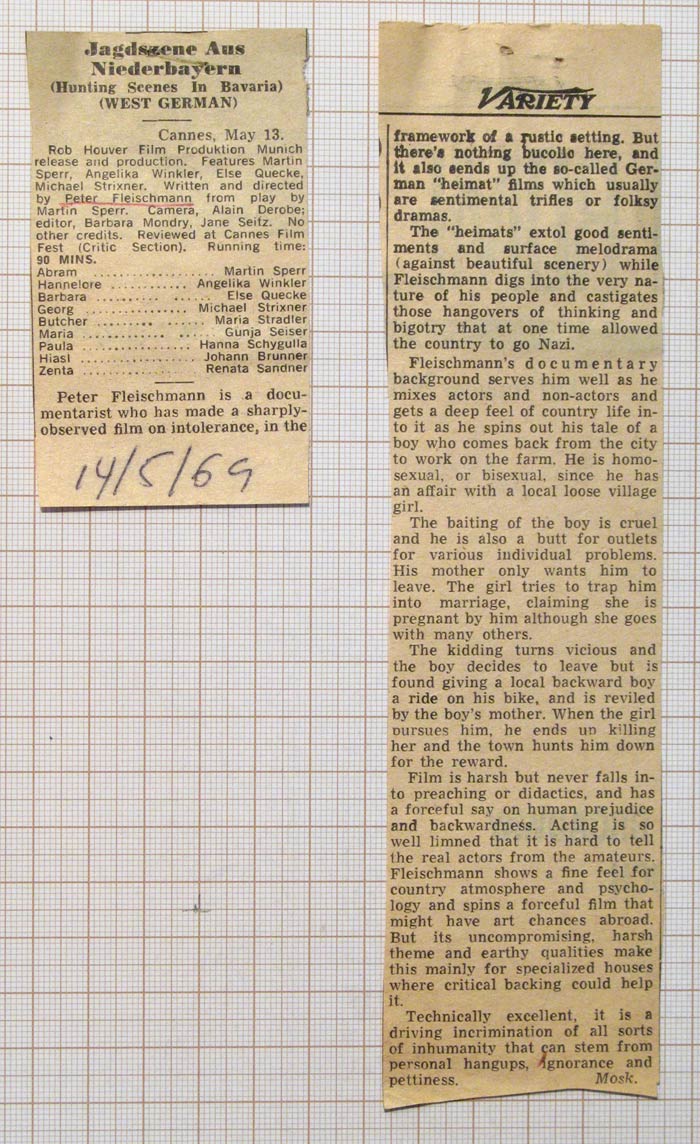 Jagdszene Aus
Niederbayern
(Hunting Scenes In Bavaria)
(WEST GERMAN)
Cannes, May 13.
Rob Houver Film Produktion Munich
release and production. Features Martin
Sperr, Angelika Winkler, Else Quecke,
Michael Strixner. Written and directed
by Peter Fleischmann from play by
Martin Sperr. Camera, Alain Derobe;
editor, Barbara Mondry, Jane Seitz. No
other credits. Reviewed at Cannes Film
Fest (Critic Section). Running time:
90 MINS.
Abram .................. Martin Sperr
Hannelore ........... Angelika Winkler
Barbara ..... ...... Else Quecke
Georg ................ Michael Strixner
Butcher ........ ... Maria Stradler
Maria ................. Gunja Seiser
Paula ............. Hanna Schygulla
Hiasl ................ Johann Brunner
Zenta ................ Renata Sandner
Peter Fleischmann is a docu-
mentarist who has made a sharply-
observed film on intolerance, in the
14/5/69
VARIETY
framework of a rustic setting. But
there's nothing bucolic here, and
it also sends up the so-called Ger-
man "heimat" films which usually
are sentimental trifles or folksy
dramas.
The "heimats" extol good senti-
ments and surface melodrama
(against beautiful scenery) while
Fleischmann digs into the very na-
ture of his people and castigates
those hangovers of thinking and
bigotry that at one time allowed
the country to go Nazi.
Fleischmann's documentary
background serves him well as he
mixes actors and non-actors and
gets a deep feel of country life in-
to it as he spins out his tale of a
boy who comes back from the city
to work on the farm. He is homo-
sexual, or bisexual, since he has
an affair with a local loose village
girl.
The baiting of the boy is cruel
and he is also a butt for outlets
for various individual problems.
His mother only wants him to
leave. The girl tries to trap him
into marriage, claiming she is
pregnant by him although she goes
with many others.
The kidding turns vicious and
the boy decides to leave but is
found giving a local backward boy
a ride on his bike, and is reviled
by the boy's mother. When the girl
pursues him, he ends up killing
her and the town hunts him down
for the reward.
Film is harsh but never falls in-
to preaching or didactics, and has
a forceful say on human prejudice
and backwardness. Acting is so
well limned that it is hard to tell
the real actors from the amateurs.
Fleischmann shows a fine feel for
country atmosphere and psycho-
logy and spins a forceful film that
might have art chances abroad.
But its uncompromising, harsh
theme and earthy qualities make
this mainly for specialized houses
where critical backing could help
it.
Technically excellent, it is a
driving incrimination of all sorts
of inhumanity that can stem from
personal hangups, ignorance and
pettiness. Mosk.